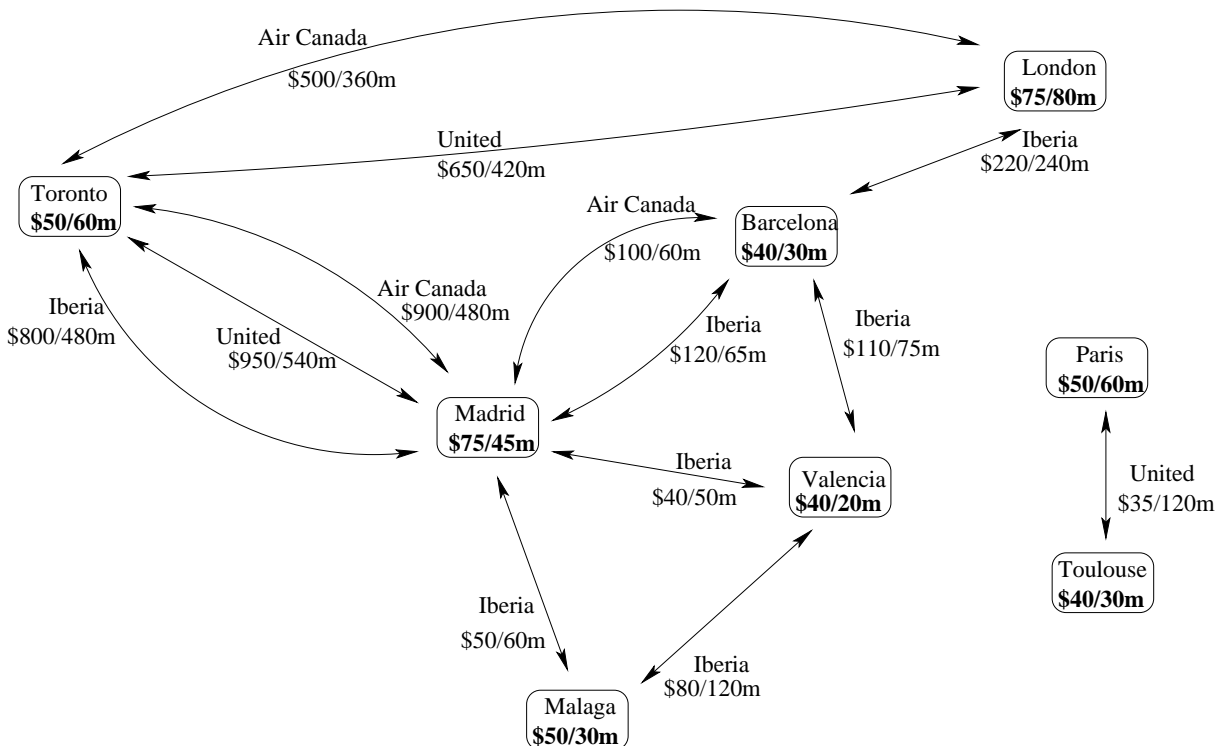 Air Canada
$500/360m
London
$75/80m
United
$650/420m
Iberia
$220/240m
Toronto
$50/60m
Air Canada
$100/60m
Barcelona
$40/30m
Air Canada
$900/480m
Iberia
$800/480m
United
$950/540m
Iberia
$120/65m
Iberia
$110/75m
Paris
$50/60m
Madrid
$75/45m
Iberia
$40/50m
Valencia
$40/20m
United
$35/120m
Toulouse
$40/30m
Iberia
$50/60m
Iberia
$80/120m
Malaga
$50/30m